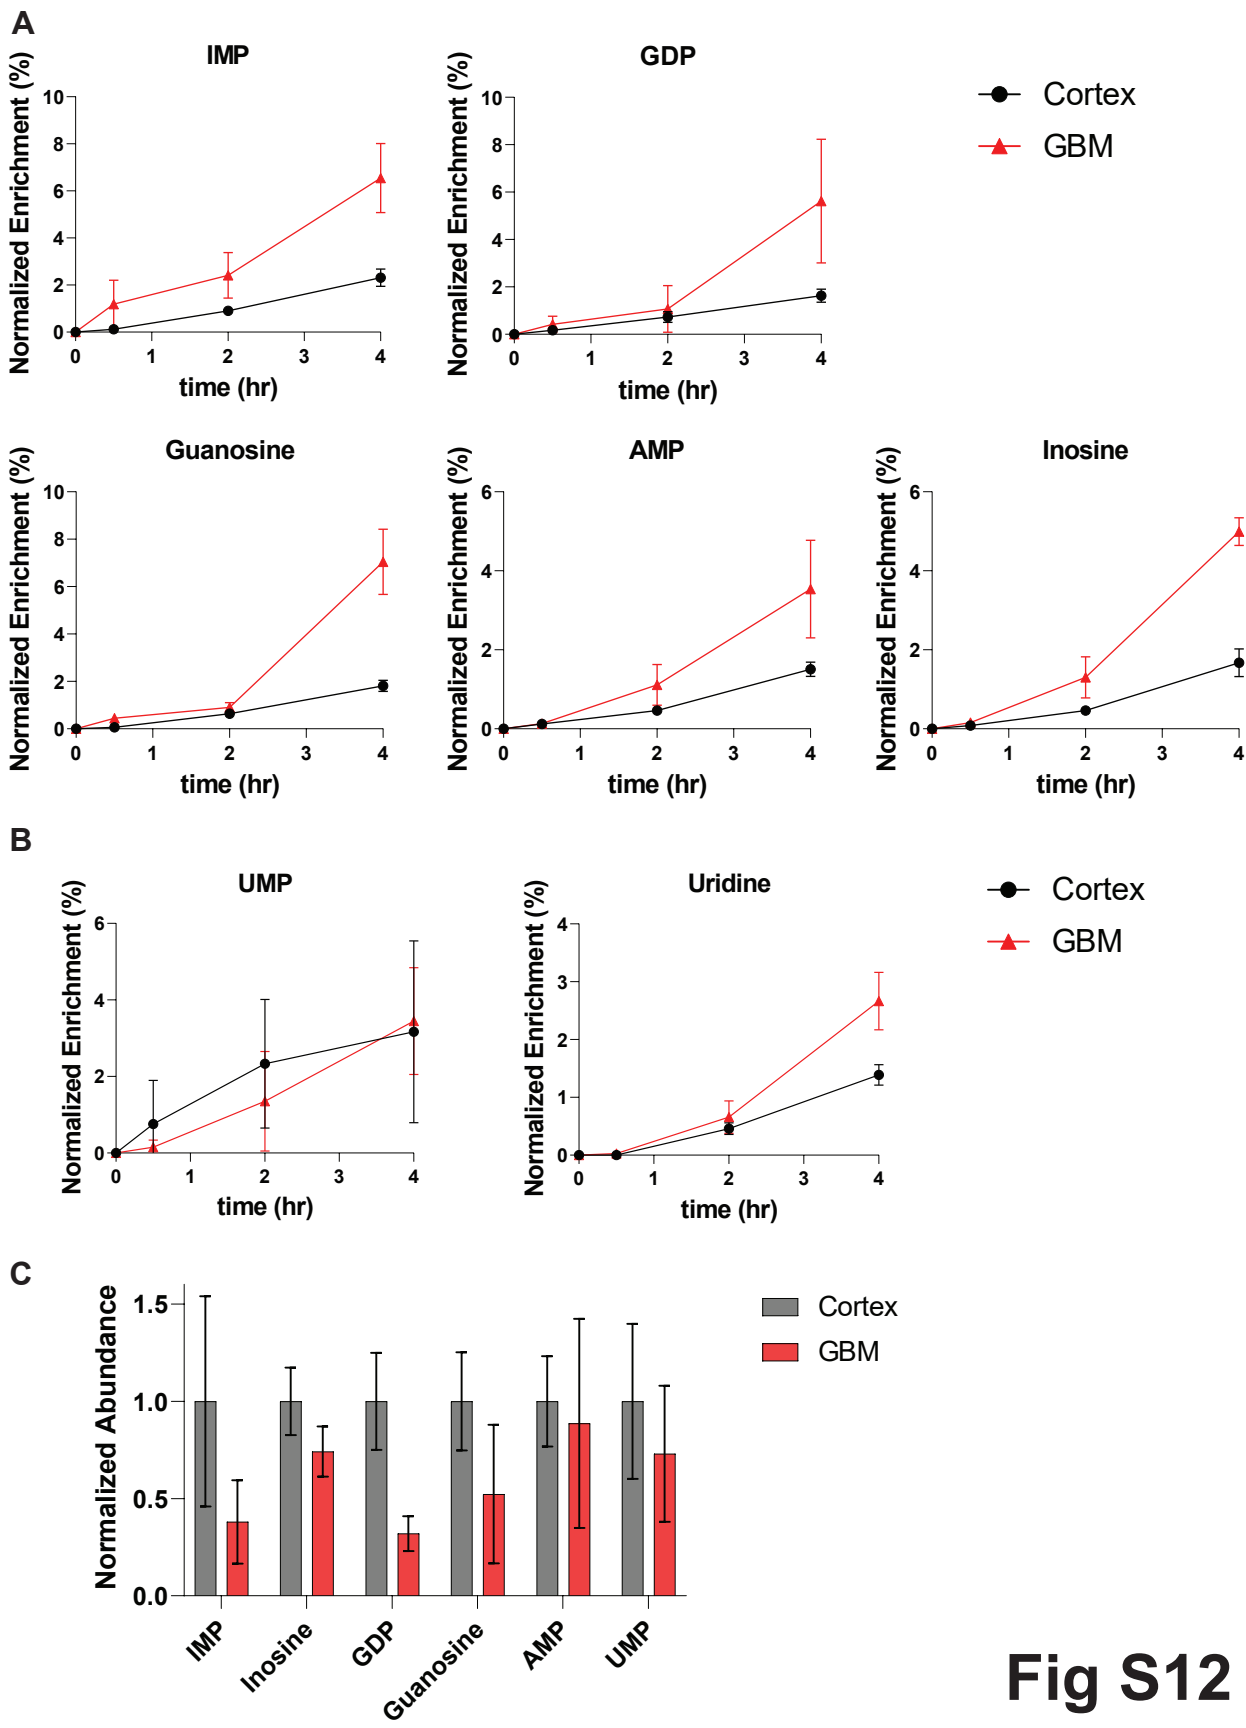 A
IMP
GDP
Cortex
GBM
Normalized Enrichment (%)
10
8
6
4
2
0
0 1 2 3 4
time (hr)
Normalized Enrichment (%)
10
8
6
4
2
0
0 1 2 3 4
time (hr)
Guanosine
AMP
Inosine
Normalized Enrichment (%)
10
8
6
4
2
0
0 1 2 3 4
time (hr)
Normalized Enrichment (%)
6
4
2
0
0 1 2 3 4
time (hr)
Normalized Enrichment (%)
6
4
2
0
0 1 2 3 4
time (hr)
B
UMP
Uridine
Cortex
GBM
Normalized Enrichment (%)
6
4
2
0
0 1 2 3 4
time (hr)
Normalized Enrichment (%)
4
3
2
1
0
0 1 2 3 4
time (hr)
C
Normalized Abundance
1.5
1.0
0.5
0.0
IMP
Inosine
GDP
Guanosine
AMP
UMP
Cortex
GBM
Fig S12